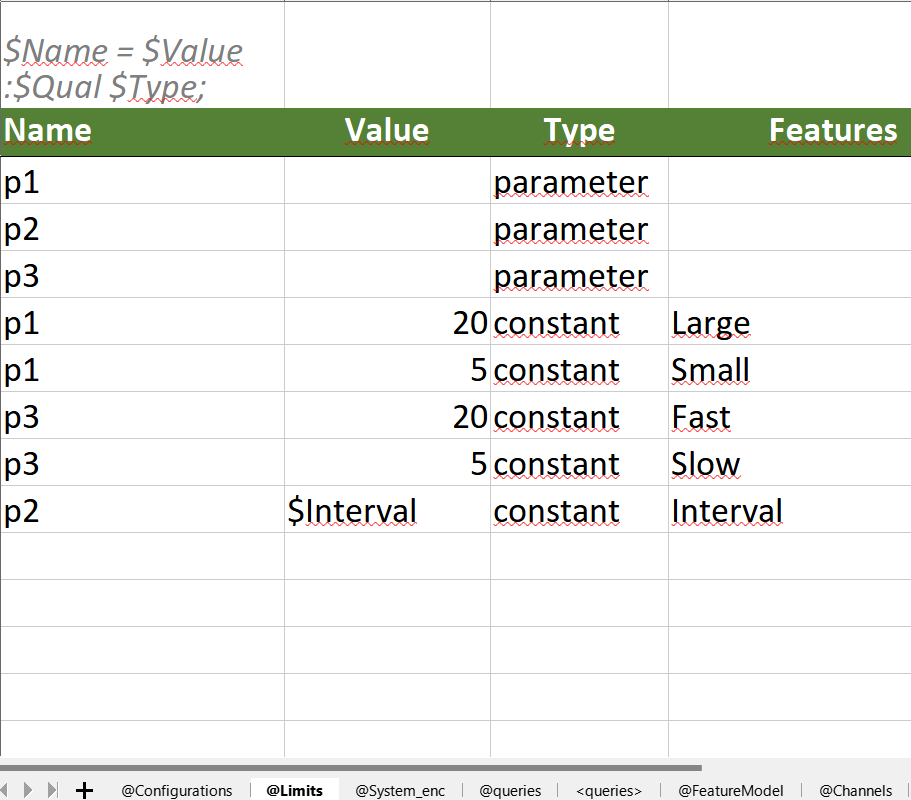 $Name = $Value
:$Qual $Type;
Name Value Type Features
p1 parameter
p2 parameter
p3 parameter
p1 20 constant Large
p1 5 constant Small
p3 20 constant Fast
p3 5 constant Slow
p2 $Interval constant Interval
@Configurations @Limits @System_enc @queries <queries> @FeatureModel @Channels